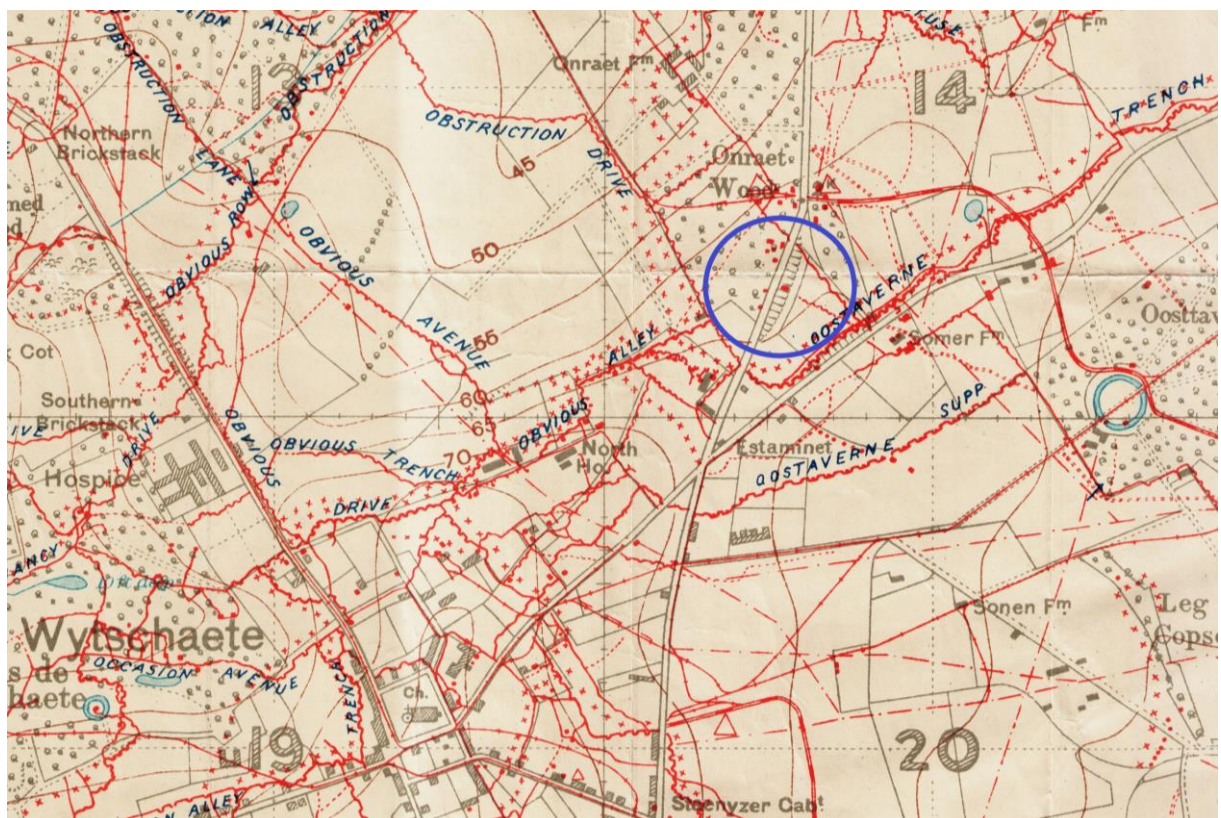 ALLEY
OBSTRUCTION
OBSTRUCTION
Onraet Fm
Fm
14
TRENCH
OBSTRUCTION
Northern
Brickstack
LANE
DRIVE
45
Onraet
Wood
OBVIOUS ROW
OBVIOUS
AVENUE
50
OOSTAVERNE
Cot
55
ALLEY
Somer Fm
Oostta
Southern
Brickstack
DRIVE
OBVIOUS
60
65
70
OBVIOUS
TRENCH
OBVIOUS
North
Ho.
Estaminet
OOSTAVERNE
SUPP.
Hospice
DRIVE
Wytschaete
OCCASION AVENUE
TRENCH
s de
haete
Ch.
Sonen Fm
Leg
Copse
19
20
ALLEY
Steenyzer Cabt